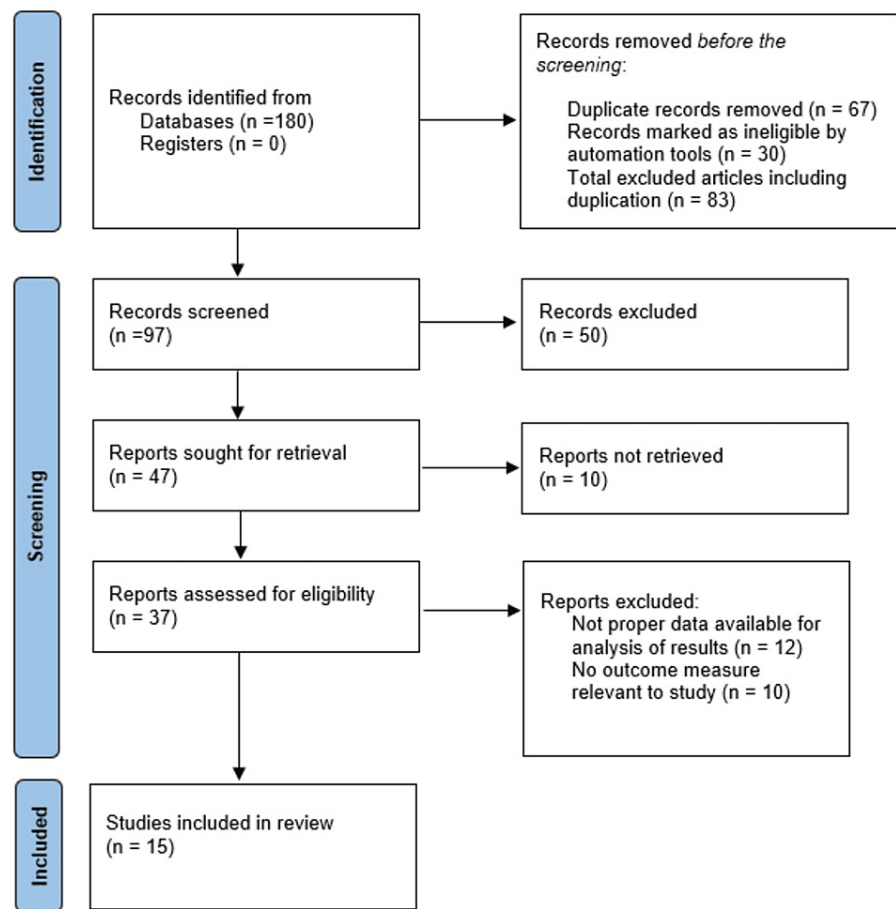 Identification
Records identified from
Databases (n =180)
Registers (n = 0)
Records removed before the
screening:
Duplicate records removed (n = 67)
Records marked as ineligible by
automation tools (n = 30)
Total excluded articles including
duplication (n = 83)
Screening
Records screened
(n =97)
Records excluded
(n = 50)
Reports sought for retrieval
(n = 47)
Reports not retrieved
(n = 10)
Reports assessed for eligibility
(n = 37)
Reports excluded:
Not proper data available for
analysis of results (n = 12)
No outcome measure
relevant to study (n = 10)
Included
Studies included in review
(n = 15)